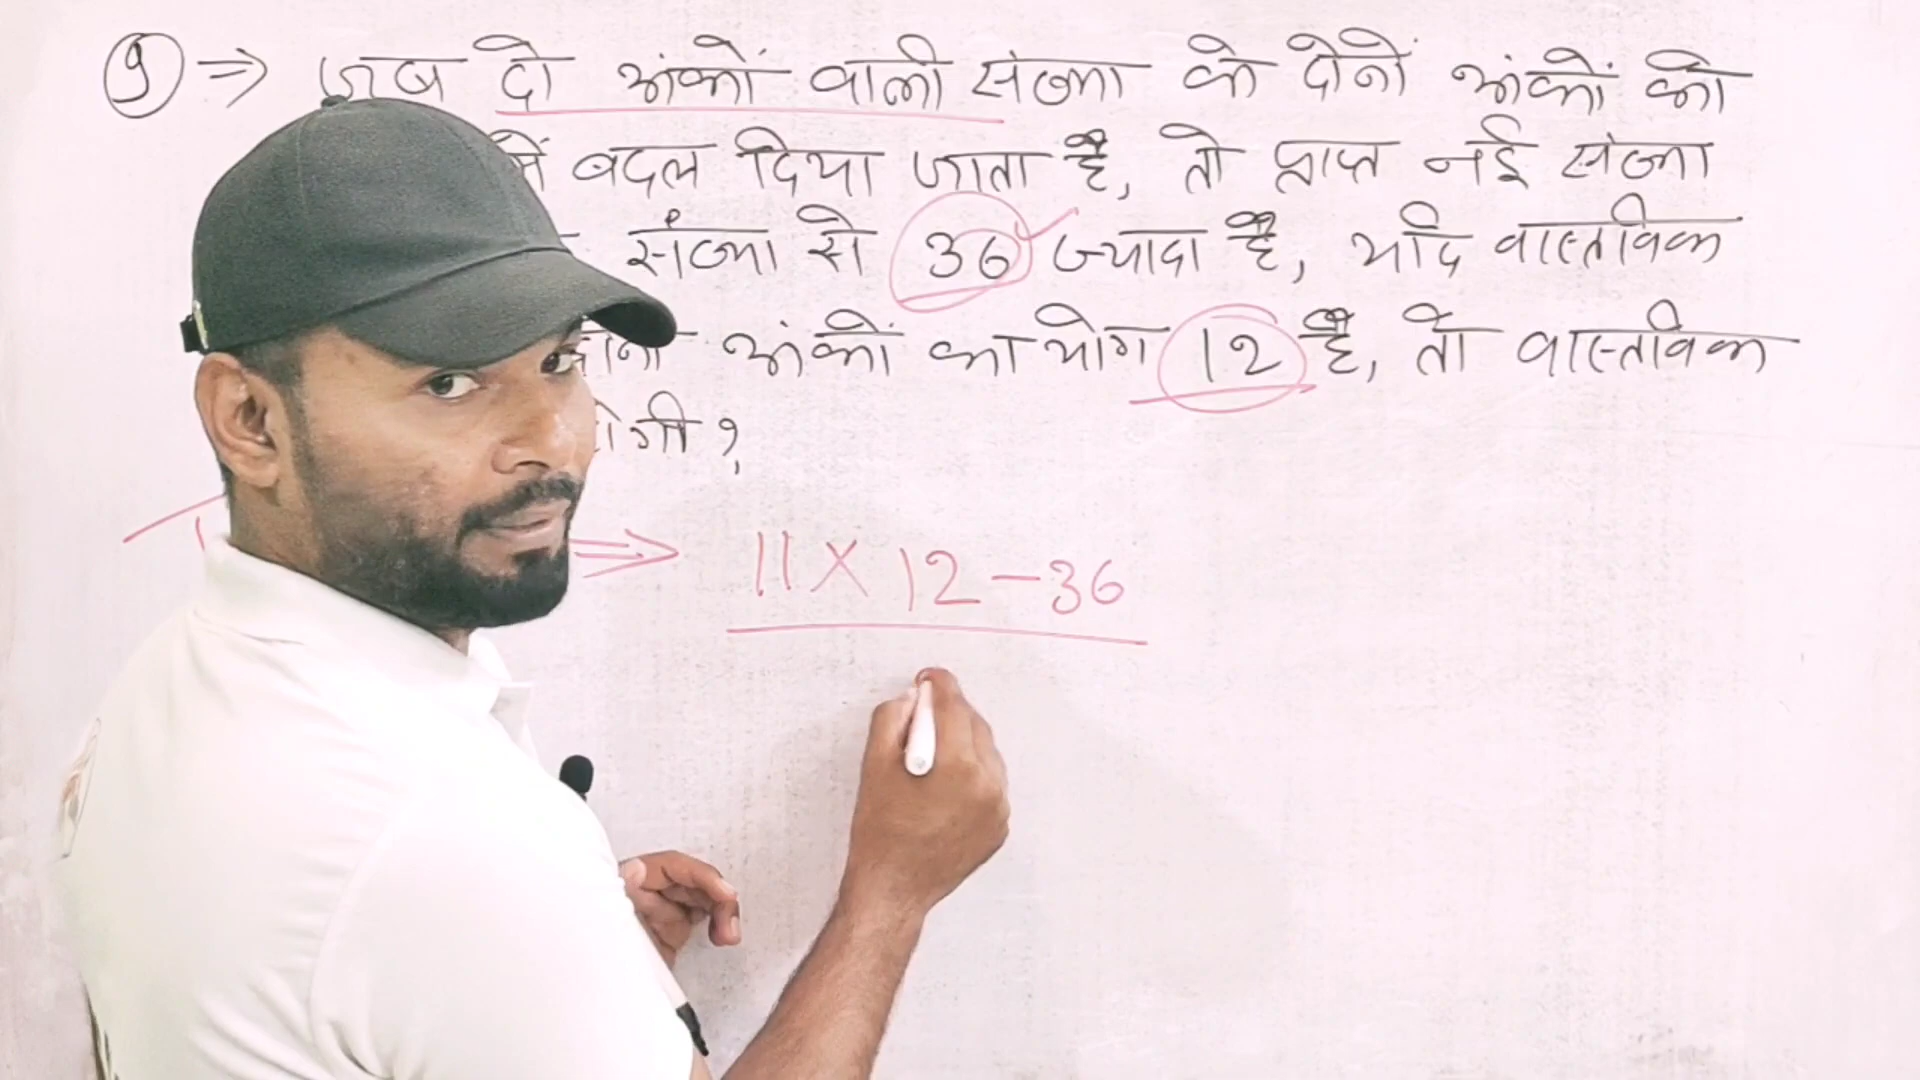 9 ⇒ जब दो अंकों वाली संख्या के दोनों अंकों को
में बदल दिया जाता है, तो प्राप्त नई संख्या
संख्या से 36 ज्यादा है, यदि वास्तविक
अंकों का योग 12 है, तो वास्तविक
?
⇒ 11 X 12 - 36